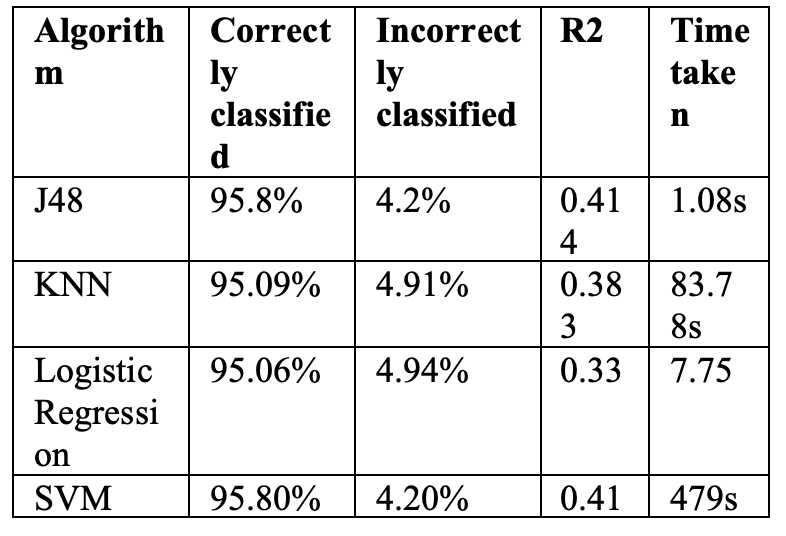 Algorith Correct Incorrect R2 Time
m ly ly take
classifie classified n
d
J48 95.8% 4.2% 0.41 1.08s
4
KNN 95.09% 4.91% 0.38 83.7
3 8s
Logistic 95.06% 4.94% 0.33 7.75
Regressi
on
SVM 95.80% 4.20% 0.41 479s